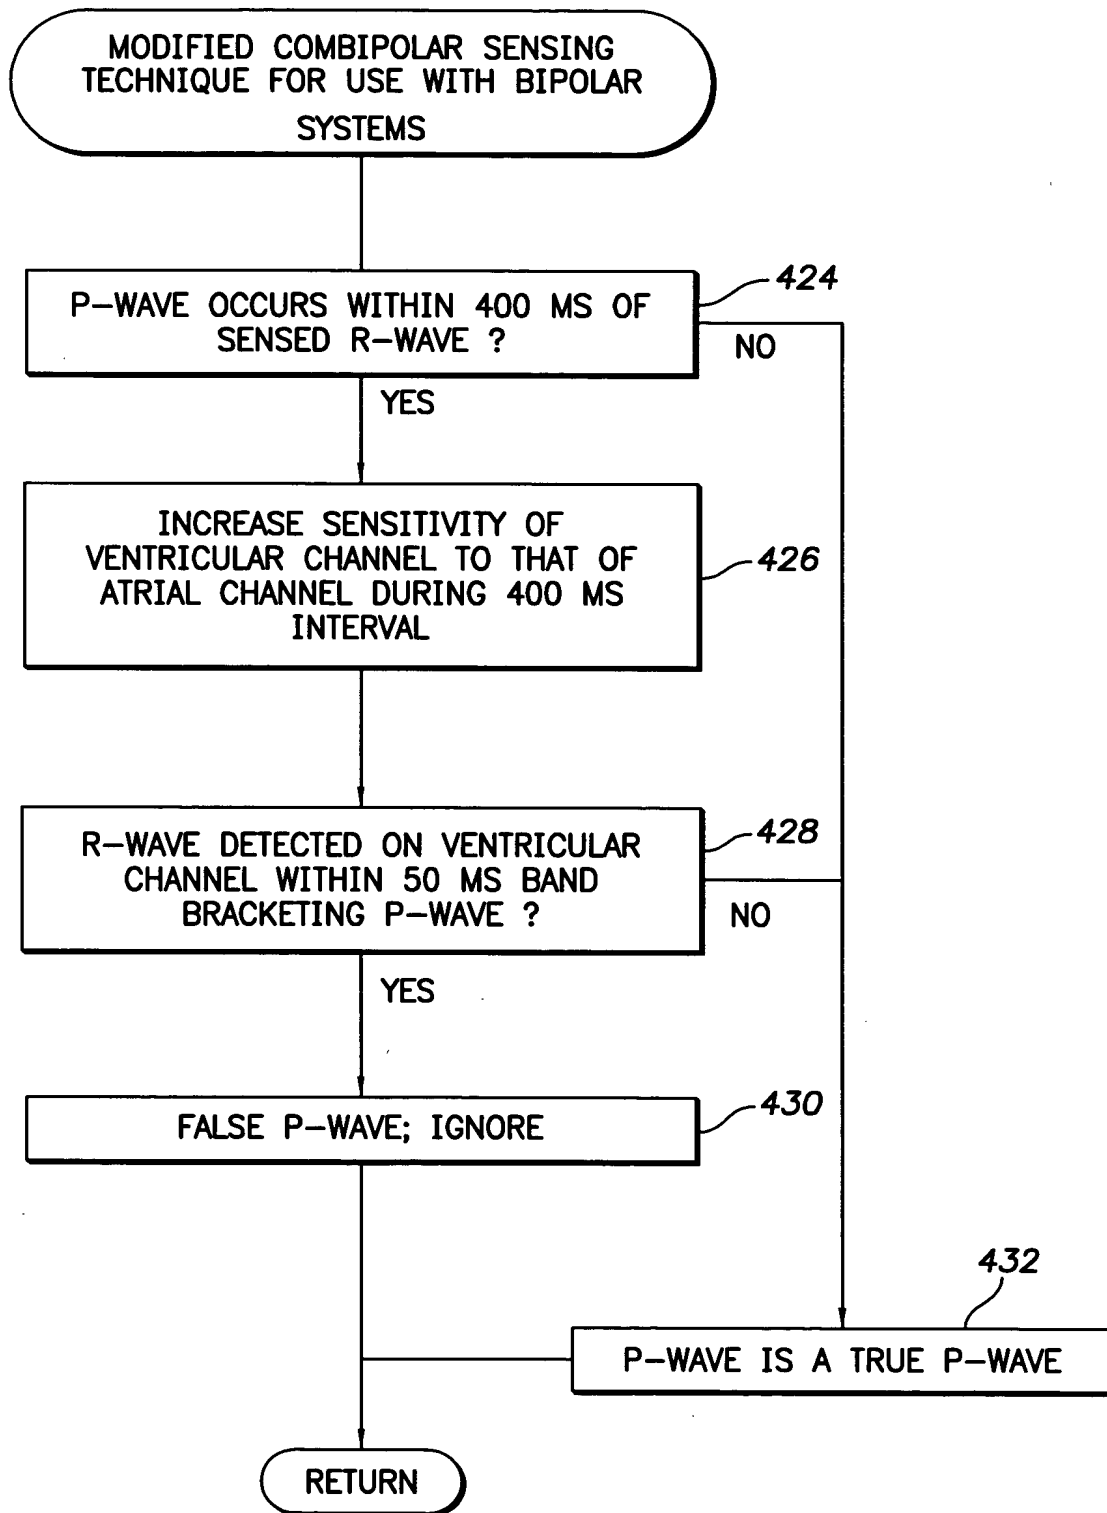 MODIFIED COMBIPOLAR SENSING
TECHNIQUE FOR USE WITH BIPOLAR
SYSTEMS
424
P-WAVE OCCURS WITHIN 400 MS OF
SENSED R-WAVE ?
NO
YES
INCREASE SENSITIVITY OF
VENTRICULAR CHANNEL TO THAT OF
ATRIAL CHANNEL DURING 400 MS
INTERVAL
426
R-WAVE DETECTED ON VENTRICULAR
CHANNEL WITHIN 50 MS BAND
BRACKETING P-WAVE ?
428
NO
YES
FALSE P-WAVE; IGNORE
430
432
P-WAVE IS A TRUE P-WAVE
RETURN